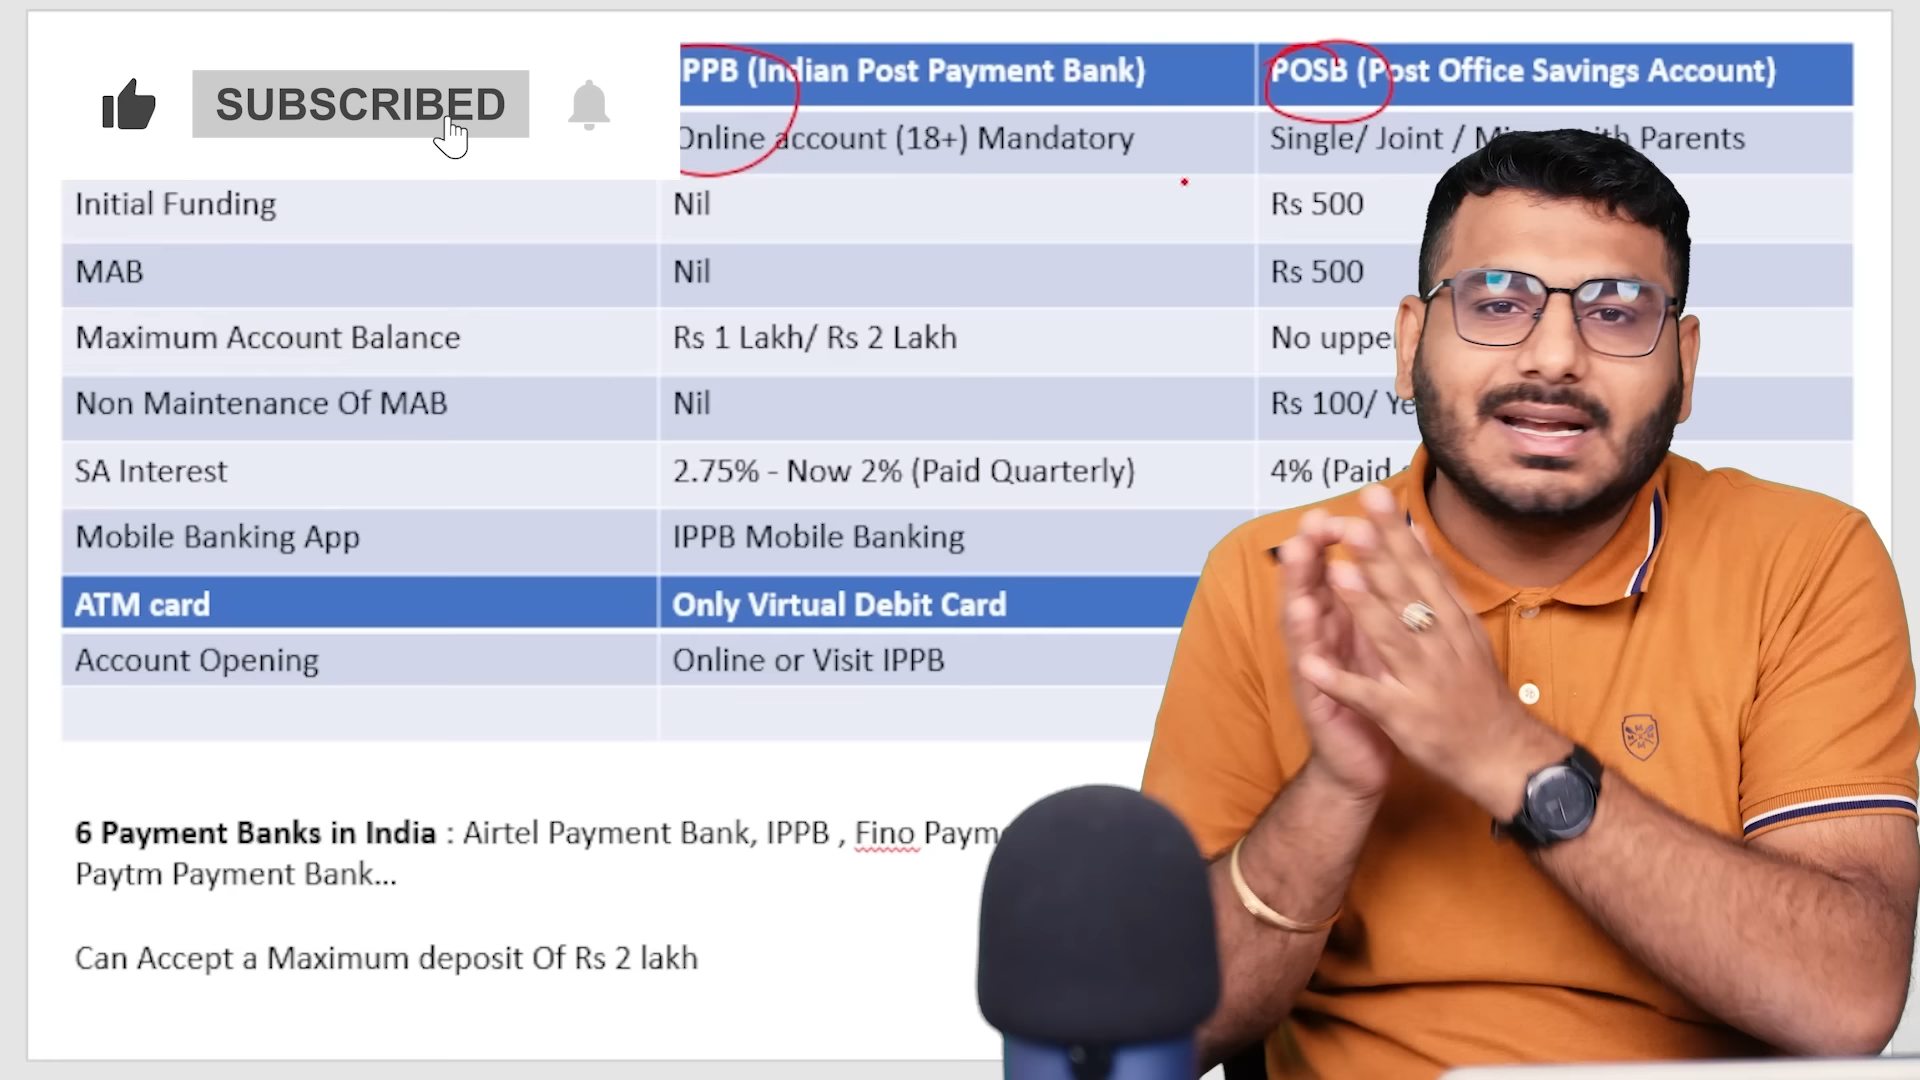 SUBSCRIBED
PPB (Indian Post Payment Bank) POSB (Post Office Savings Account)
Online account (18+) Mandatory Single/ Joint / with Parents
Initial Funding Nil Rs 500
MAB Nil Rs 500
Maximum Account Balance Rs 1 Lakh/ Rs 2 Lakh No upper
Non Maintenance Of MAB Nil Rs 100/ Ye
SA Interest 2.75% - Now 2% (Paid Quarterly) 4% (Paid
Mobile Banking App IPPB Mobile Banking
ATM card Only Virtual Debit Card
Account Opening Online or Visit IPPB
6 Payment Banks in India : Airtel Payment Bank, IPPB , Fino Paym
Paytm Payment Bank...
Can Accept a Maximum deposit Of Rs 2 lakh